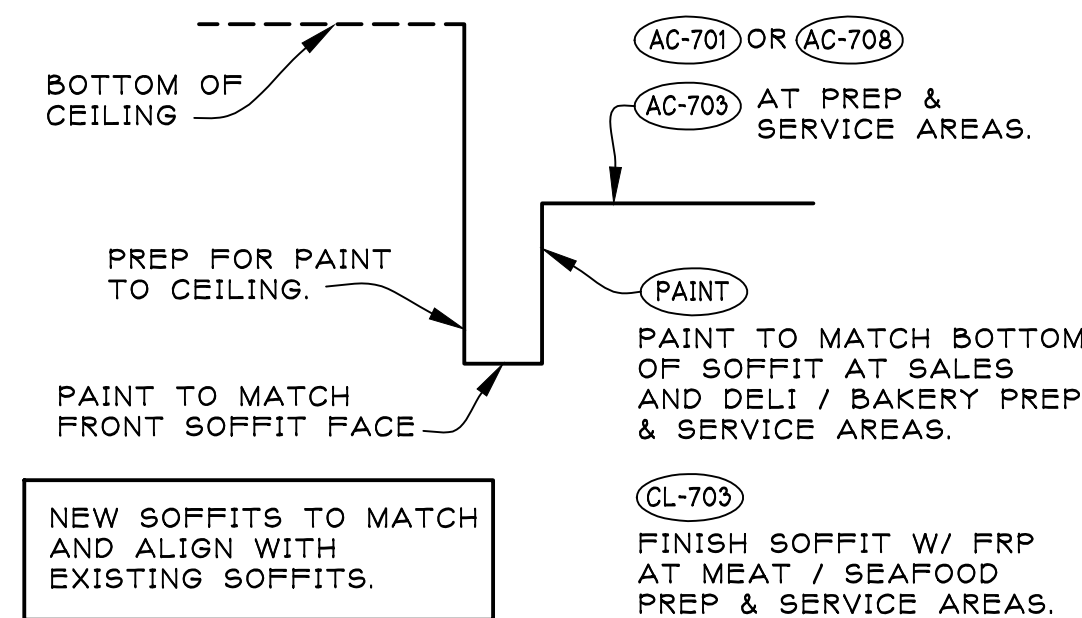 AC-701 OR AC-708
BOTTOM OF
CEILING
AC-703 AT PREP &
SERVICE AREAS.
PREP FOR PAINT
TO CEILING.
PAINT
PAINT TO MATCH BOTTOM
OF SOFFIT AT SALES
AND DELI / BAKERY PREP
& SERVICE AREAS.
PAINT TO MATCH
FRONT SOFFIT FACE
CL-703
FINISH SOFFIT W/ FRP
AT MEAT / SEAFOOD
PREP & SERVICE AREAS.
NEW SOFFITS TO MATCH
AND ALIGN WITH
EXISTING SOFFITS.